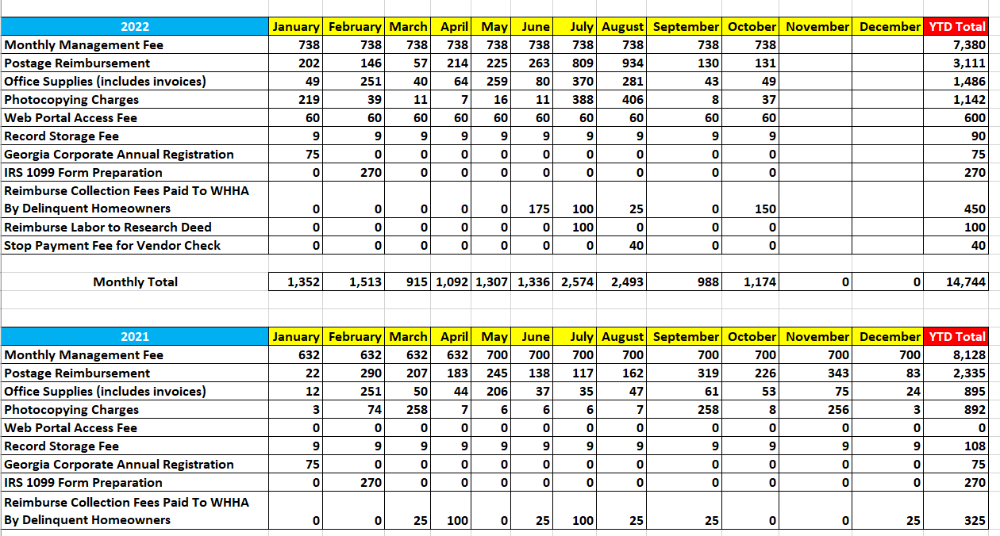 2022 January February March April May June July August September October November December YTD Total
Monthly Management Fee 738 738 738 738 738 738 738 738 738 738 7,380
Postage Reimbursement 202 146 57 214 225 263 809 934 130 131 3,111
Office Supplies (includes invoices) 49 251 40 64 259 80 370 281 43 49 1,486
Photocopying Charges 219 39 11 7 16 11 388 406 8 37 1,142
Web Portal Access Fee 60 60 60 60 60 60 60 60 60 60 600
Record Storage Fee 9 9 9 9 9 9 9 9 9 9 90
Georgia Corporate Annual Registration 75 0 0 0 0 0 0 0 0 0 75
IRS 1099 Form Preparation 0 270 0 0 0 0 0 0 0 0 270
Reimburse Collection Fees Paid To WHHA
By Delinquent Homeowners 0 0 0 0 0 175 100 25 0 150 450
Reimburse Labor to Research Deed 0 0 0 0 0 0 100 0 0 0 100
Stop Payment Fee for Vendor Check 0 0 0 0 0 0 0 40 0 0 40
Monthly Total 1,352 1,513 915 1,092 1,307 1,336 2,574 2,493 988 1,174 0 0 14,744
2021 January February March April May June July August September October November December YTD Total
Monthly Management Fee 632 632 632 632 700 700 700 700 700 700 700 700 8,128
Postage Reimbursement 22 290 207 183 245 138 117 162 319 226 343 83 2,335
Office Supplies (includes invoices) 12 251 50 44 206 37 35 47 61 53 75 24 895
Photocopying Charges 3 74 258 7 6 6 6 7 258 8 256 3 892
Web Portal Access Fee 0 0 0 0 0 0 0 0 0 0 0 0 0
Record Storage Fee 9 9 9 9 9 9 9 9 9 9 9 9 108
Georgia Corporate Annual Registration 75 0 0 0 0 0 0 0 0 0 0 0 75
IRS 1099 Form Preparation 0 270 0 0 0 0 0 0 0 0 0 0 270
Reimburse Collection Fees Paid To WHHA
By Delinquent Homeowners 0 0 25 100 0 25 100 25 25 0 0 25 325